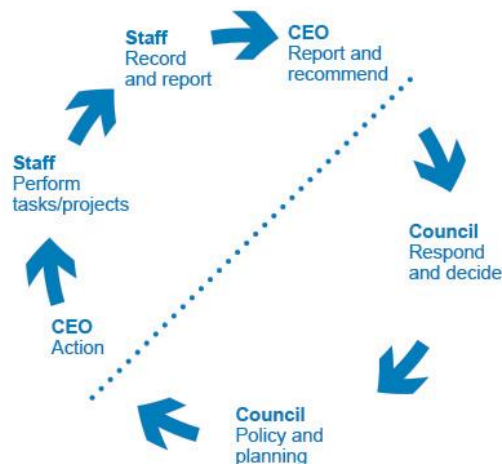 Staff
Record
and report
CEO
Report and
recommend
Staff
Perform
tasks/projects
Council
Respond
and decide
CEO
Action
Council
Policy and
planning